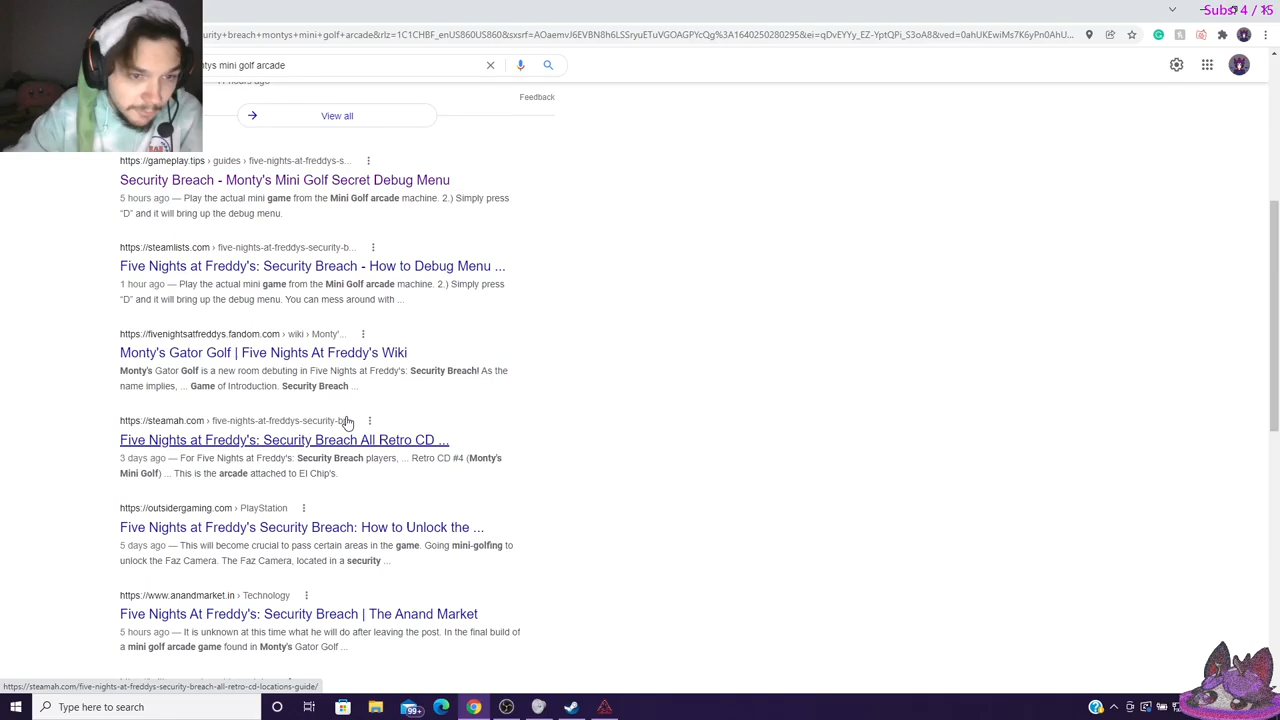 Subs: 4 / 15
urity+breach+montys+mini+golf+arcade&rlz=1C1CHBF_enUS860US860&sxsrf=AOaemvJ6EVBN8h6LSsryuETuVGOAGPYcQg%3A1640250280295&ei=qDvEYYy_EZ-YptQPi_S3oA8&ved=0ahUKEwiMs7K6yPn0AhU...
ntys mini golf arcade
11 hours ago
Feedback
View all
https://gameplay.tips › guides › five-nights-at-freddys-s...
Security Breach - Monty's Mini Golf Secret Debug Menu
5 hours ago — Play the actual mini game from the Mini Golf arcade machine. 2.) Simply press
"D" and it will bring up the debug menu.
https://steamlists.com › five-nights-at-freddys-security-b...
Five Nights at Freddy's: Security Breach - How to Debug Menu ...
1 hour ago — Play the actual mini game from the Mini Golf arcade machine. 2.) Simply press
"D" and it will bring up the debug menu. You can mess around with ...
https://fivenightsatfreddys.fandom.com › wiki › Monty'...
Monty's Gator Golf | Five Nights At Freddy's Wiki
Monty's Gator Golf is a new room debuting in Five Nights at Freddy's: Security Breach! As the
name implies, ... Game of Introduction. Security Breach ...
https://steamah.com › five-nights-at-freddys-security-b
Five Nights at Freddy's: Security Breach All Retro CD ...
3 days ago — For Five Nights at Freddy's: Security Breach players, ... Retro CD #4 (Monty's
Mini Golf) ... This is the arcade attached to El Chip's.
https://outsidergaming.com › PlayStation
Five Nights at Freddy's Security Breach: How to Unlock the ...
5 days ago — This will become crucial to pass certain areas in the game. Going mini-golfing to
unlock the Faz Camera. The Faz Camera, located in a security ...
https://www.anandmarket.in › Technology
Five Nights At Freddy's: Security Breach | The Anand Market
5 hours ago — It is unknown at this time what he will do after leaving the post. In the final build of
a mini golf arcade game found in Monty's Gator Golf ...
https://steamah.com/five-nights-at-freddys-security-breach-all-retro-cd-locations-guide/
Type here to search
99+